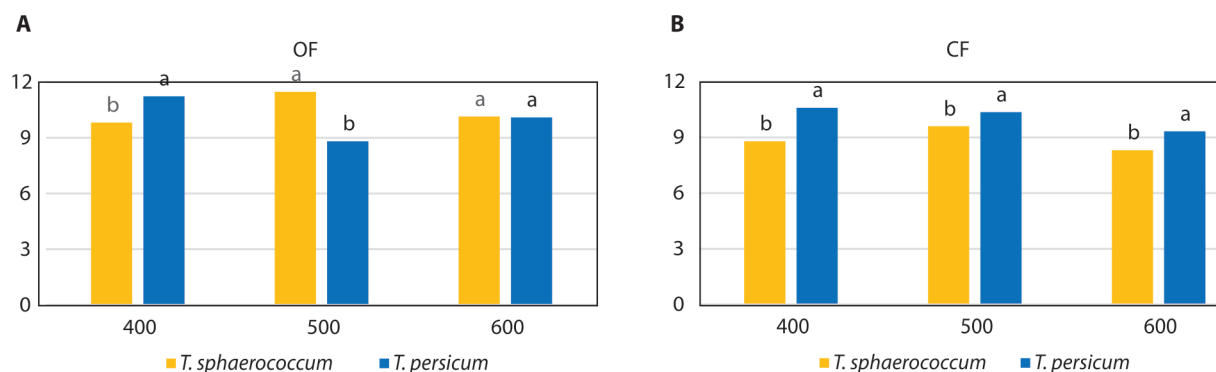 A
OF
12
9
6
3
0
b
a
a
b
a
a
400
500
600
T. sphaerococcum
T. persicum
B
CF
12
9
6
3
0
b
a
b
a
b
a
400
500
600
T. sphaerococcum
T. persicum